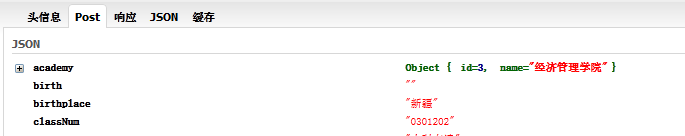 头信息 Post 响应 JSON 缓存
JSON
academy Object { id=3, name="经济管理学院"}
birth ""
birthplace "新疆"
classNum "0301202"